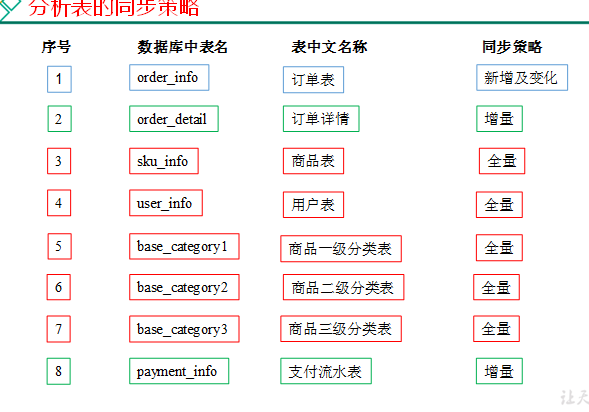 分析表的同步策略
序号 数据库中表名 表中文名称 同步策略
1 order_info 订单表 新增及变化
2 order_detail 订单详情 增量
3 sku_info 商品表 全量
4 user_info 用户表 全量
5 base_category1 商品一级分类表 全量
6 base_category2 商品二级分类表 全量
7 base_category3 商品三级分类表 全量
8 payment_info 支付流水表 增量
让天